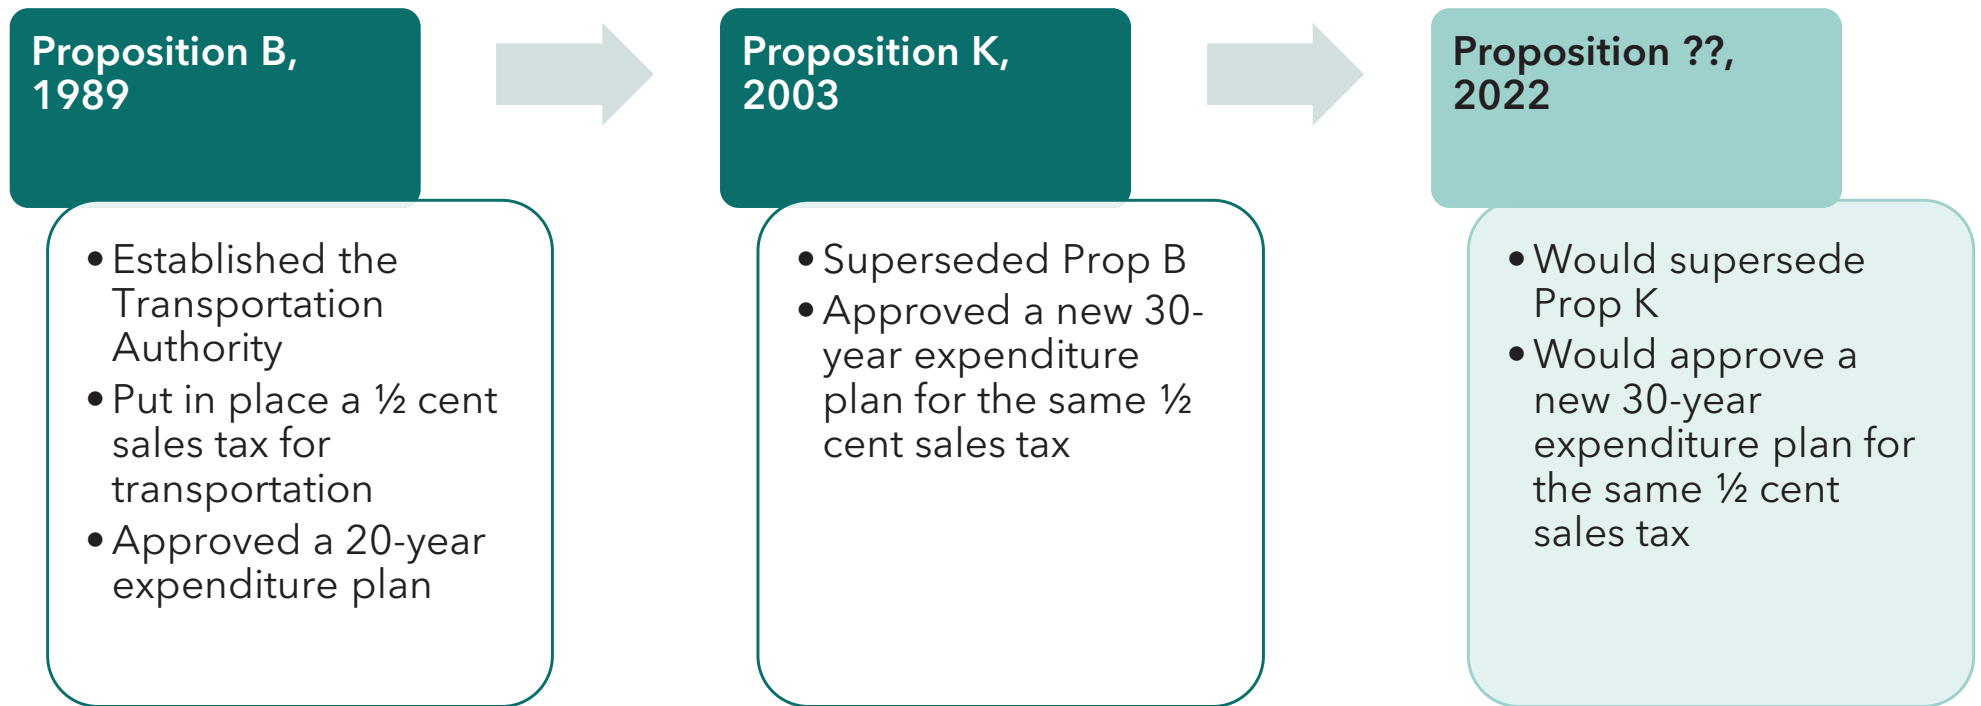 Proposition B,
1989
• Established the
Transportation
Authority
• Put in place a ½ cent
sales tax for
transportation
• Approved a 20-year
expenditure plan
Proposition K,
2003
• Superseded Prop B
• Approved a new 30-
year expenditure
plan for the same ½
cent sales tax
Proposition ??,
2022
• Would supersede
Prop K
• Would approve a
new 30-year
expenditure plan for
the same ½ cent
sales tax